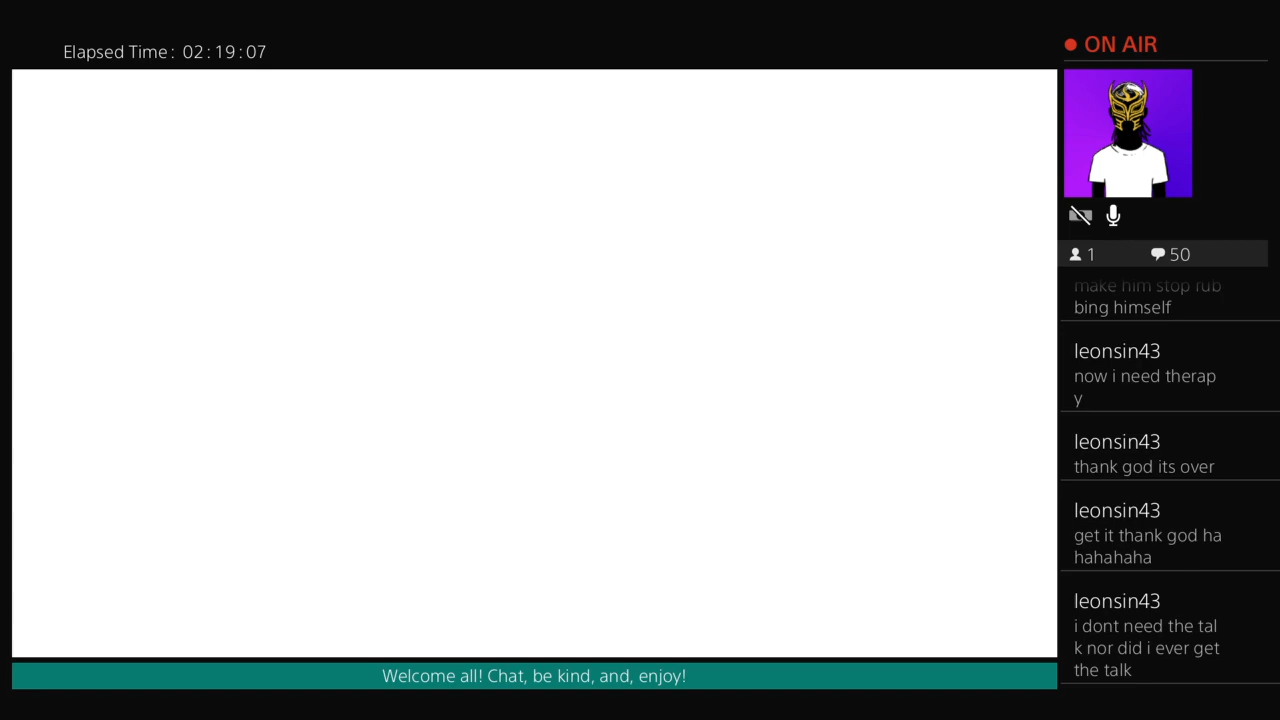 Elapsed Time: 02:19:07
ON AIR
1 50
make him stop rub
bing himself
leonsin43
now i need therap
y
leonsin43
thank god its over
leonsin43
get it thank god ha
hahahaha
leonsin43
i dont need the tal
k nor did i ever get
the talk
Welcome all! Chat, be kind, and, enjoy!